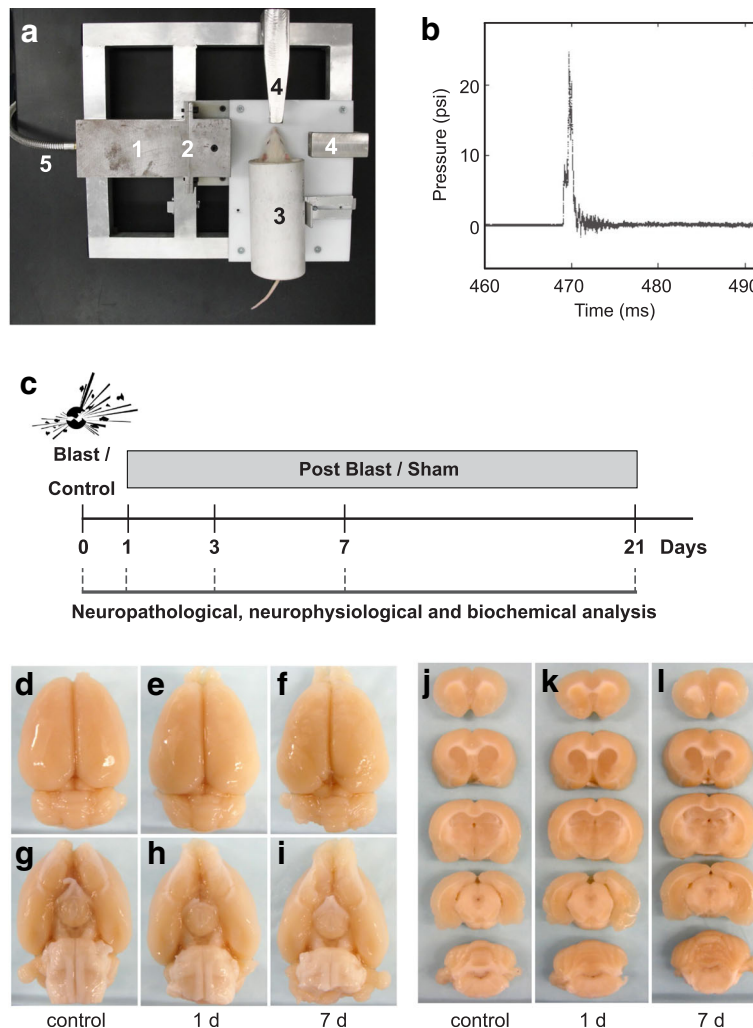 a
4
1
2
4
5
3
b
Pressure (psi)
20
10
0
460 470 480 490
Time (ms)
c
Blast /
Control
Post Blast / Sham
0 1 3 7 21 Days
Neuropathological, neurophysiological and biochemical analysis
d e f
g h i
control 1 d 7 d
j k l
control 1 d 7 d